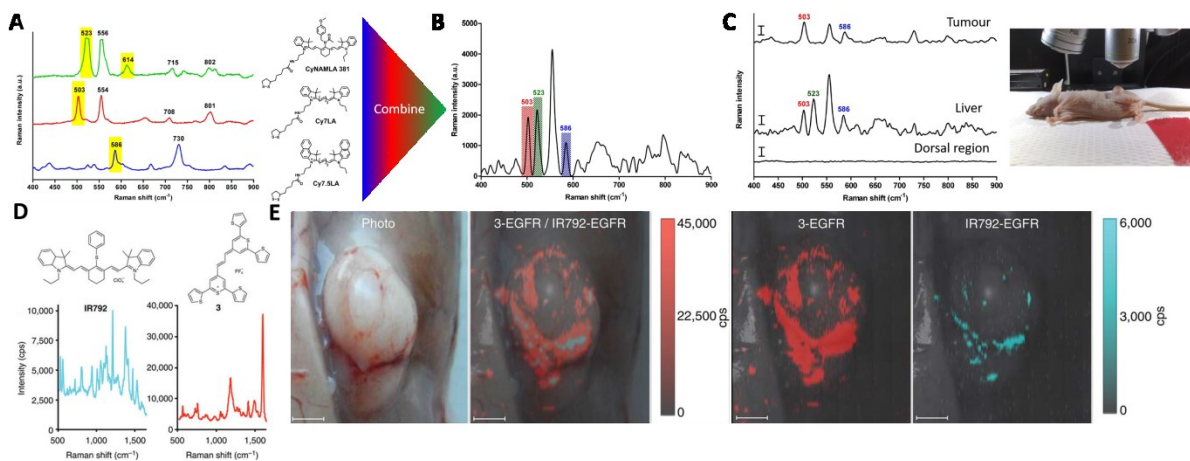 A
523
556
614
715
802
503
554
708
801
586
730
Raman intensity (a.u.)
400 450 500 550 600 650 700 750 800 850 900
Raman shift (cm⁻¹)
CyNAMLA 381
Cy7LA
Cy7.5LA
Combine
B
Raman intensity (a.u.)
5000
4000
3000
2000
1000
0
503
523
586
400 500 600 700 800 900
Raman shift (cm⁻¹)
C
Raman intensity (a.u.)
503
586
Tumour
503
523
586
Liver
Dorsal region
400 450 500 550 600 650 700 750 800 850 900
Raman shift (cm⁻¹)
D
IR792
3
Intensity (cps)
10,000
7,500
5,000
2,500
0
500 1,000 1,500
Raman shift (cm⁻¹)
40,000
30,000
20,000
10,000
0
500 1,000 1,500
Raman shift (cm⁻¹)
E
Photo
3-EGFR / IR792-EGFR
45,000
22,500
0
cps
3-EGFR
IR792-EGFR
6,000
3,000
0
cps